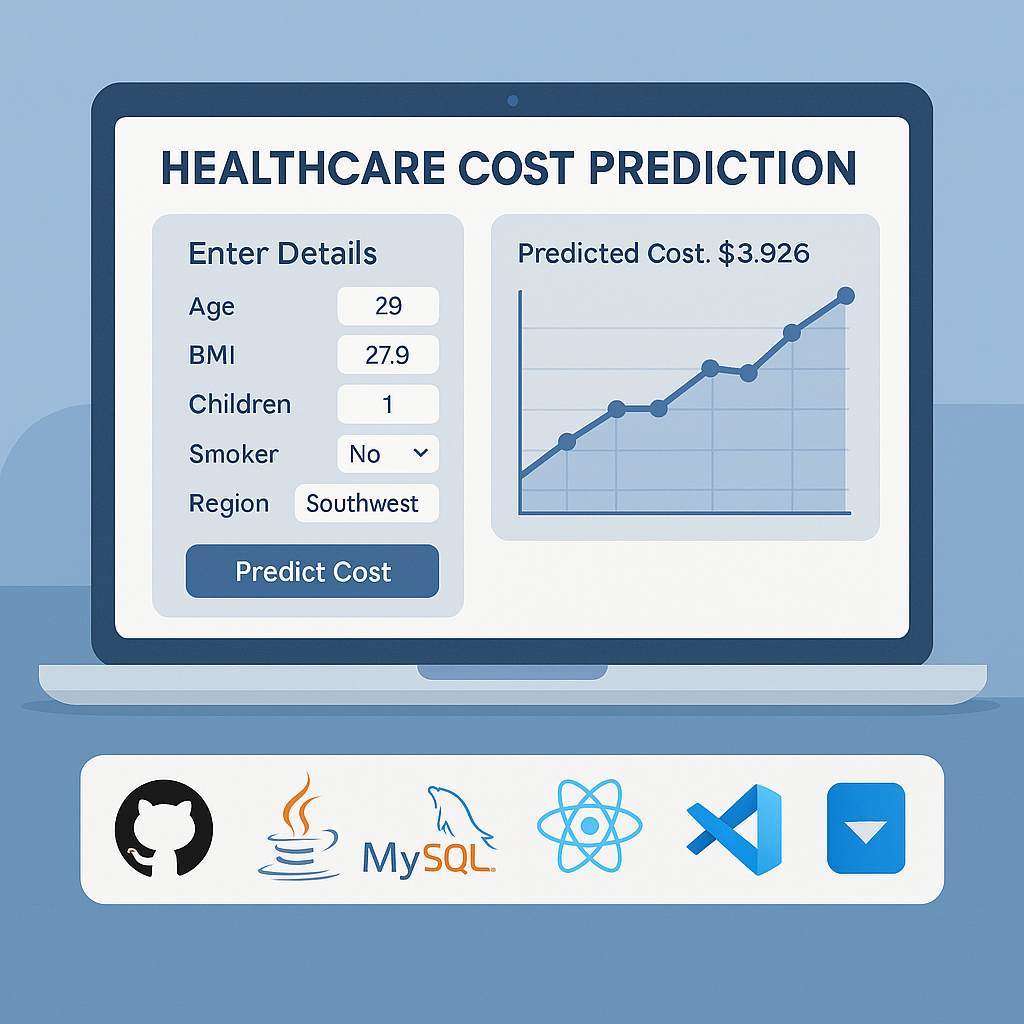 HEALTHCARE COST PREDICTION
Enter Details
Age 29
BMI 27.9
Children 1
Smoker No
Region Southwest
Predict Cost
Predicted Cost. $3.926
MySQL